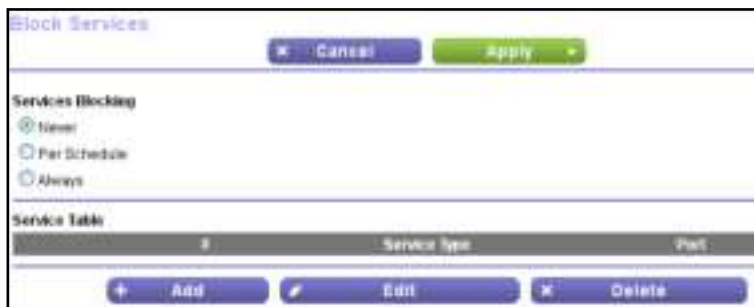 Block Services
Cancel Apply
Services Blocking
Never
Per Schedule
Always
Service Table
# Service Type Port
Add Edit Delete